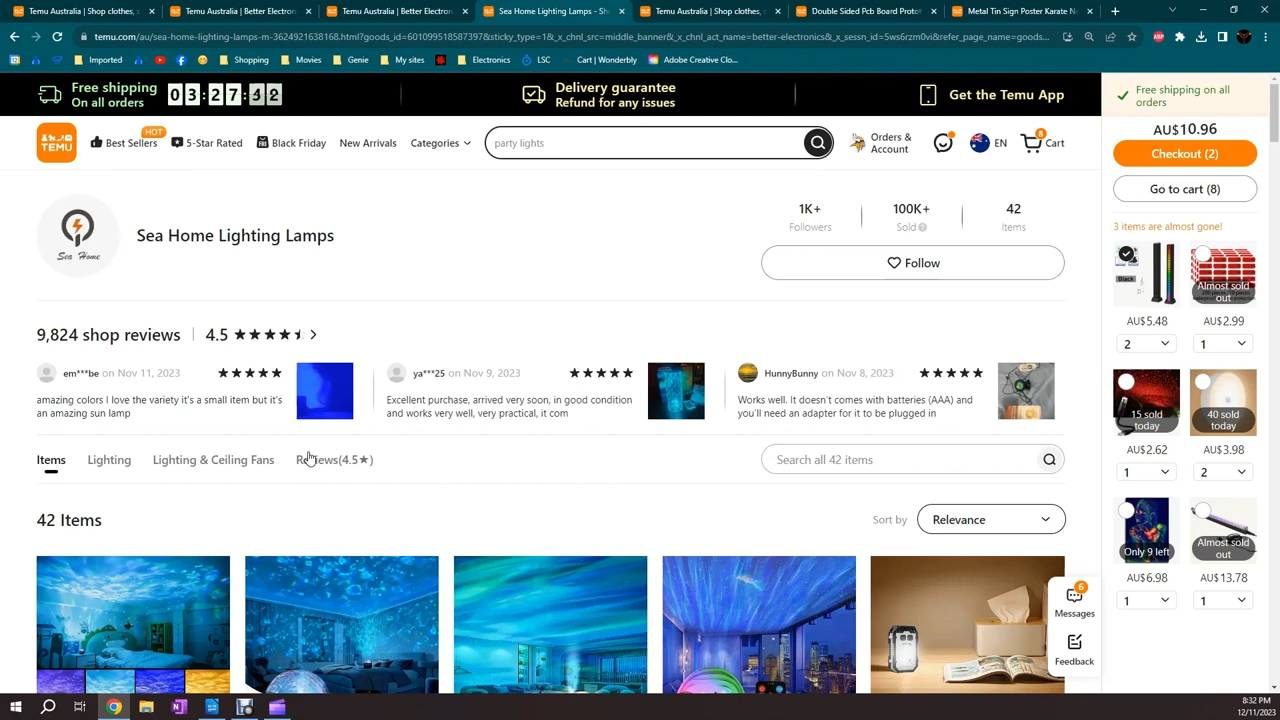 Temu Australia | Shop clothes, s
Temu Australia | Better Electron
Temu Australia | Better Electron
Sea Home Lighting Lamps - Sh
Temu Australia | Shop clothes, s
Double Sided Pcb Board Protot
Metal Tin Sign Poster Karate N
temu.com/au/sea-home-lighting-lamps-m-3624921638168.html?goods_id=601099518587397&sticky_type=1&_x_chnl_src=middle_banner&_x_chnl_act_name=better-electronics&_x_sessn_id=5ws6rzm0vi&refer_page_name=goods...
Imported
Shopping
Movies
Genie
My sites
Electronics
LSC
Cart | Wonderbly
Adobe Creative Clo...
Free shipping
On all orders
03:27:
Delivery guarantee
Refund for any issues
Get the Temu App
TEMU
Best Sellers
HOT
5-Star Rated
Black Friday
New Arrivals
Categories
party lights
Orders &
Account
EN
8
Cart
Sea Home
Sea Home Lighting Lamps
1K+
Followers
100K+
Sold
42
Items
Follow
9,824 shop reviews
4.5
em***be on Nov 11, 2023
amazing colors I love the variety it's a small item but it's
an amazing sun lamp
ya***25 on Nov 9, 2023
Excellent purchase, arrived very soon, in good condition
and works very well, very practical, it com
HunnyBunny on Nov 8, 2023
Works well. It doesn't comes with batteries (AAA) and
you'll need an adapter for it to be plugged in
Items
Lighting
Lighting & Ceiling Fans
Reviews(4.5★)
Search all 42 items
42 Items
Sort by
Relevance
Free shipping on all
orders
AU$10.96
Checkout (2)
Go to cart (8)
3 items are almost gone!
Black
Almost sold
out
AU$5.48
AU$2.99
2
1
15 sold
today
40 sold
today
AU$2.62
AU$3.98
1
2
Only 9 left
Almost sold
out
AU$6.98
AU$13.78
1
1
6
Messages
Feedback
8:32 PM
12/11/2023